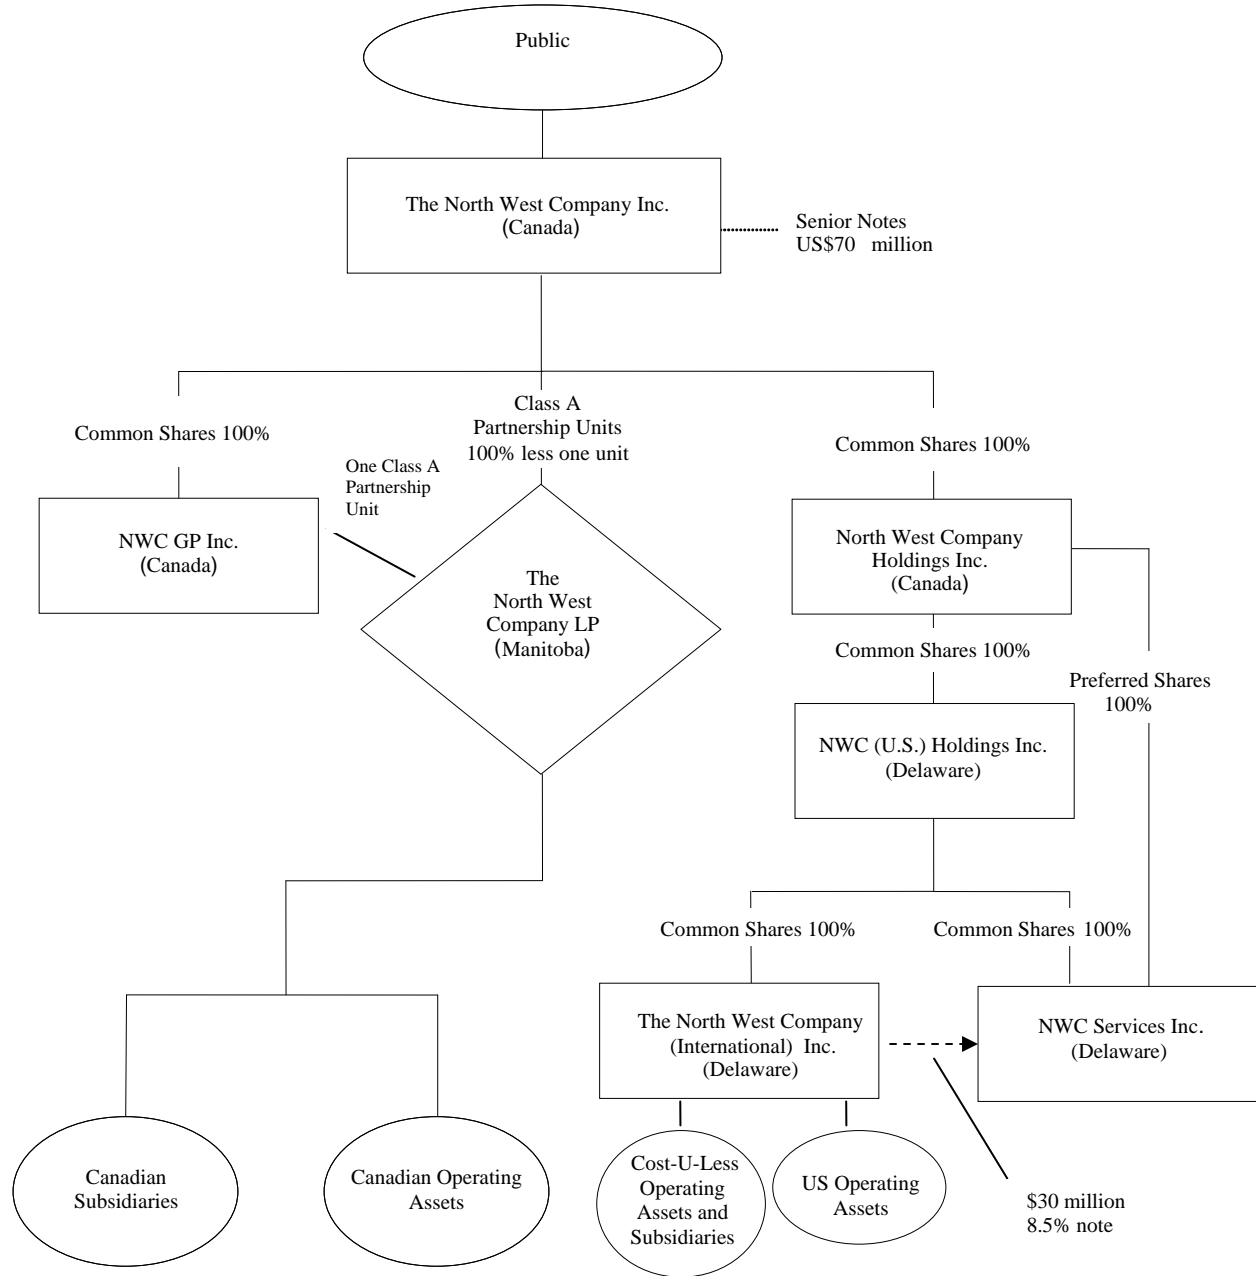 Public
The North West Company Inc.
(Canada)
Senior Notes
US$70 million
Common Shares 100%
Class A
Partnership Units
100% less one unit
Common Shares 100%
One Class A
Partnership
Unit
NWC GP Inc.
(Canada)
The
North West
Company LP
(Manitoba)
North West Company
Holdings Inc.
(Canada)
Common Shares 100%
Preferred Shares
100%
NWC (U.S.) Holdings Inc.
(Delaware)
Common Shares 100%
Common Shares 100%
The North West Company
(International) Inc.
(Delaware)
NWC Services Inc.
(Delaware)
Canadian
Subsidiaries
Canadian Operating
Assets
Cost-U-Less
Operating
Assets and
Subsidiaries
US Operating
Assets
$30 million
8.5% note